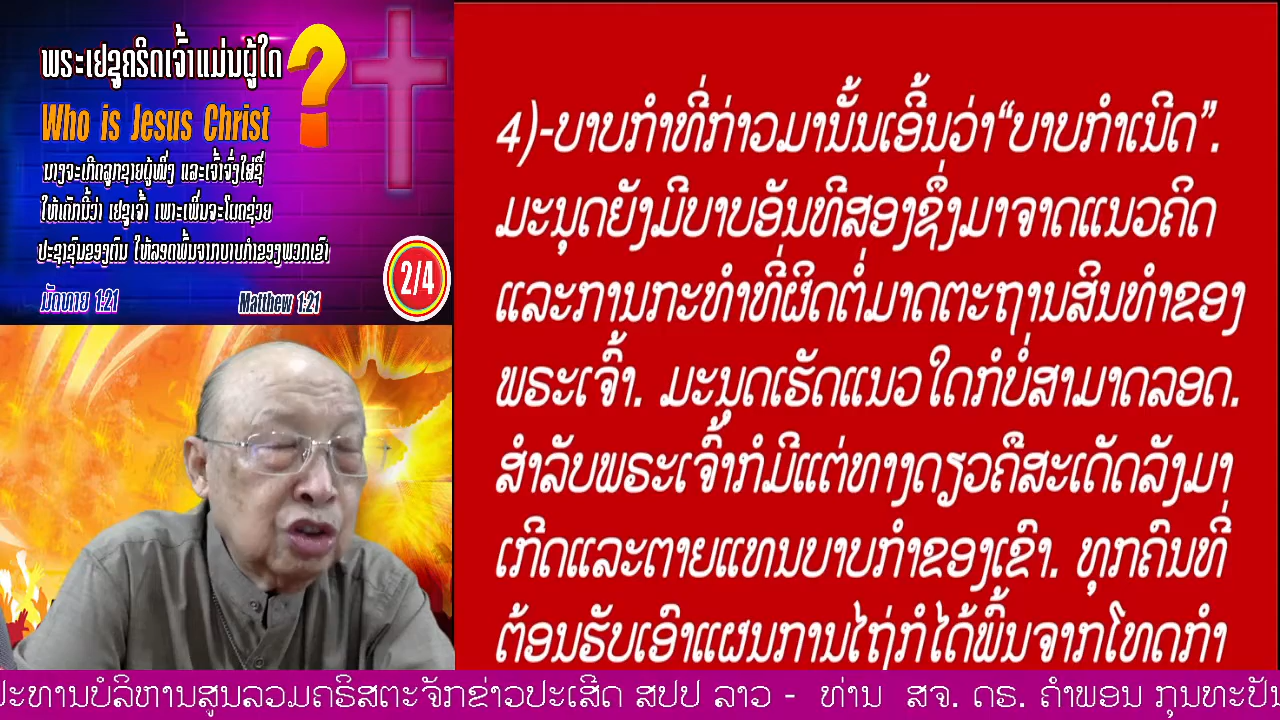 ພຣະເຢຊູຄຣິດເຈົ້າແມ່ນຜູ້ໃດ?
Who is Jesus Christ
ນາງຈະເກີດລູກຊາຍຜູ້ໜຶ່ງ ແລະເຈົ້າຈົ່ງໃສ່ຊື່
ໃຫ້ເດັກນີ້ວ່າ ເຢຊູເຈົ້າ ເພາະເພິ່ນຈະໂຜດຊ່ວຍ
ປະຊາຊົນຂອງຕົນ ໃຫ້ລອດພົ້ນຈາກບາບກຳຂອງພວກເຂົາ
ມັດທາຍ 1:21
Matthew 1:21
2/4
4)-ບາບກຳທີ່ກ່າວມານັ້ນເອີ້ນວ່າ“ບາບກຳເນີດ”.
ມະນຸດຍັງມີບາບອັນທີສອງຊຶ່ງມາຈາດແນວຄິດ
ແລະການກະທຳທີ່ຜິດຕໍ່ມາດຕະຖານສິນທຳຂອງ
ພຣະເຈົ້າ. ມະນຸດເຮັດແນວໃດກໍບໍ່ສາມາດລອດ.
ສຳລັບພຣະເຈົ້າກໍມີແຕ່ທາງດຽວຄືສະເດັດລົງມາ
ເກີດແລະຕາຍແທນບາບກຳຂອງເຂົາ. ທຸກຄົນທີ່
ຕ້ອນຮັບເອົາແຜນການໄຖ່ກໍໄດ້ພົ້ນຈາກໂທດກຳ
ປະທານບໍລິຫານສູນລວມຄຣິສຕະຈັກຂ່າວປະເສີດ ສປປ ລາວ - ທ່ານ ສຈ. ດຣ. ຄຳພອນ ກຸນທະປັນ